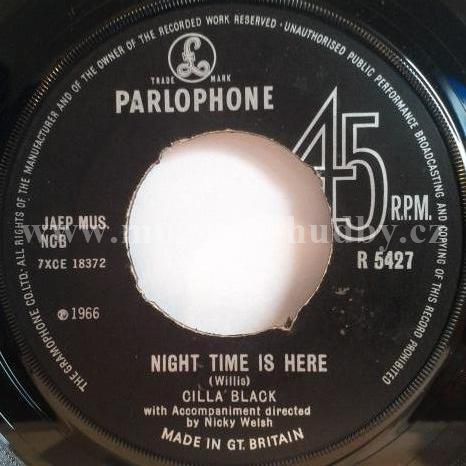 THE GRAMOPHONE CO. LTD. ALL RIGHTS OF THE MANUFACTURER AND OF THE OWNER OF THE RECORDED WORK RESERVED · UNAUTHORISED PUBLIC PERFORMANCE BROADCASTING AND COPYING OF THIS RECORD PROHIBITED
£
TRADE MARK
PARLOPHONE
45
R.P.M.
JAEP MUS.
NCB
7XCE 18372
R 5427
℗ 1966
NIGHT TIME IS HERE
(Willis)
CILLA BLACK
with Accompaniment directed
by Nicky Welsh
MADE IN GT. BRITAIN